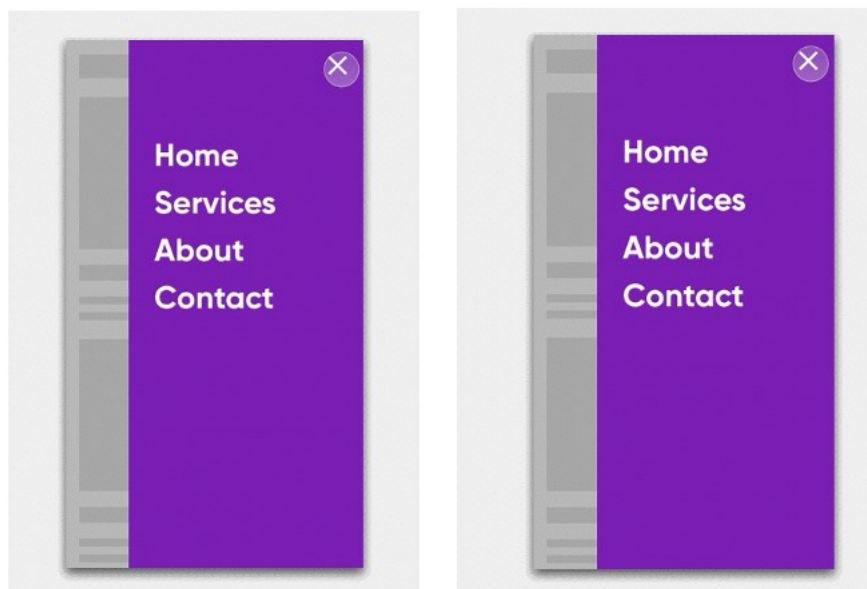 Home
Services
About
Contact
Home
Services
About
Contact